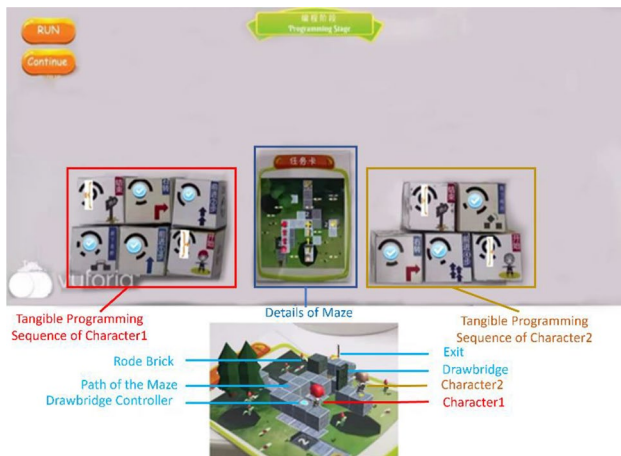 RUN
编程阶段
Programming Stage
Continue
任务卡
vuforia
Tangible Programming
Sequence of Character1
Details of Maze
Tangible Programming
Sequence of Character2
Rode Brick
Exit
Path of the Maze
Drawbridge
Drawbridge Controller
Character2
Character1
2